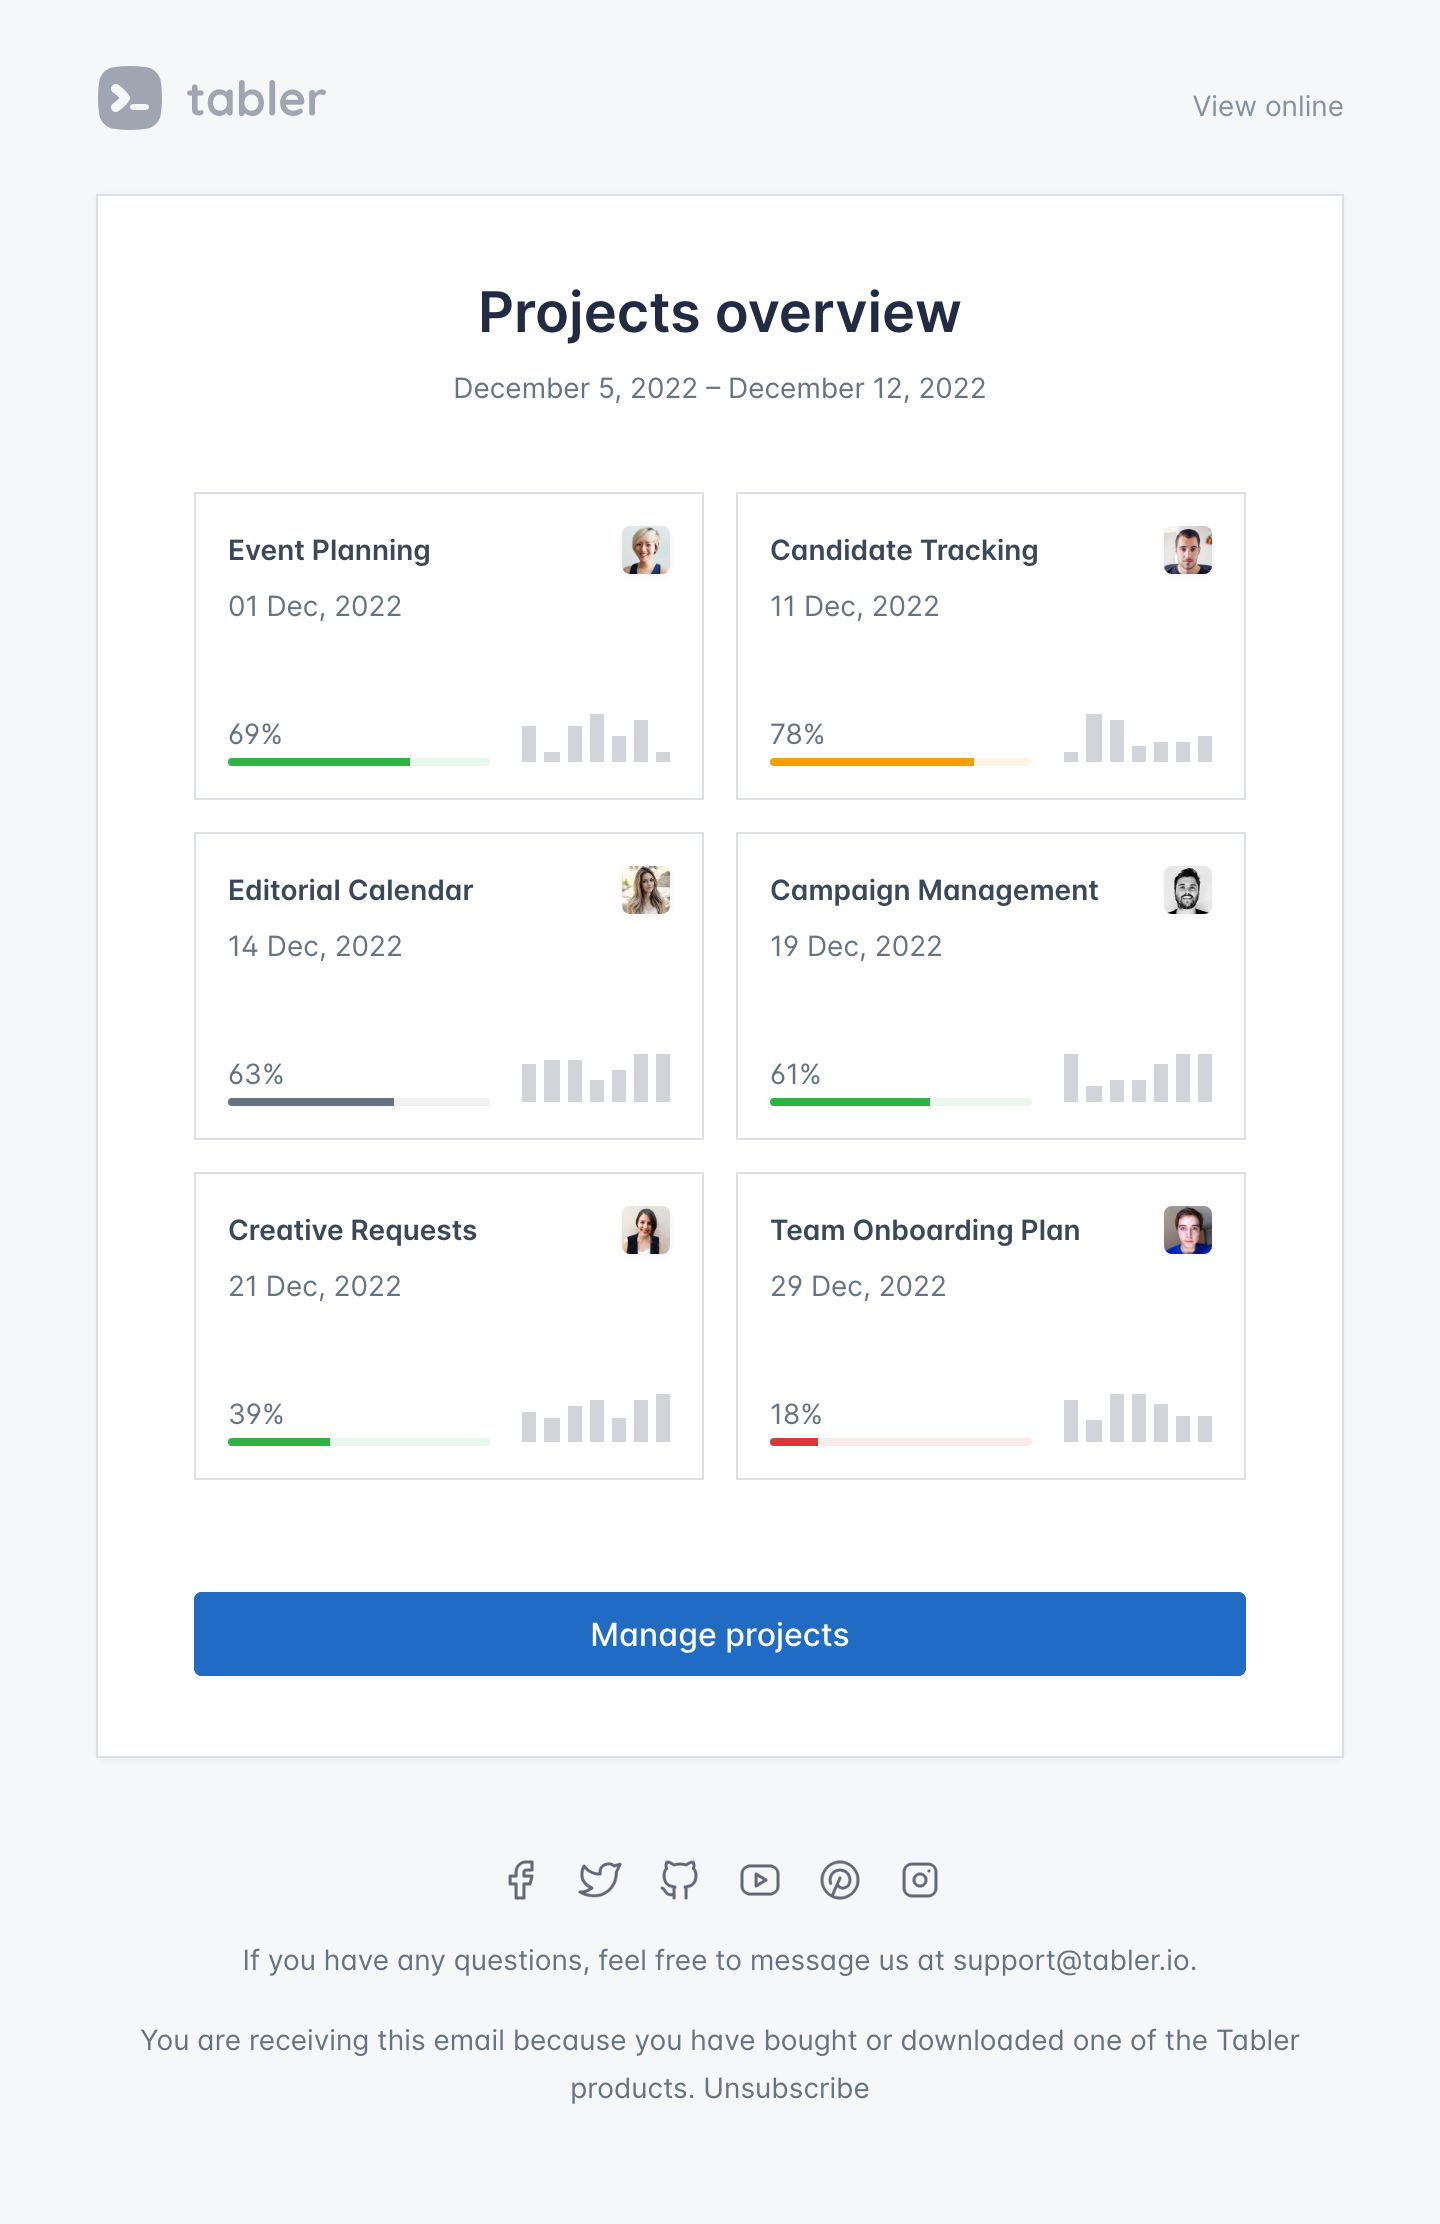 tabler
View online
Projects overview
December 5, 2022 – December 12, 2022
Event Planning
01 Dec, 2022
69%
Candidate Tracking
11 Dec, 2022
78%
Editorial Calendar
14 Dec, 2022
63%
Campaign Management
19 Dec, 2022
61%
Creative Requests
21 Dec, 2022
39%
Team Onboarding Plan
29 Dec, 2022
18%
Manage projects
If you have any questions, feel free to message us at support@tabler.io.
You are receiving this email because you have bought or downloaded one of the Tabler
products. Unsubscribe